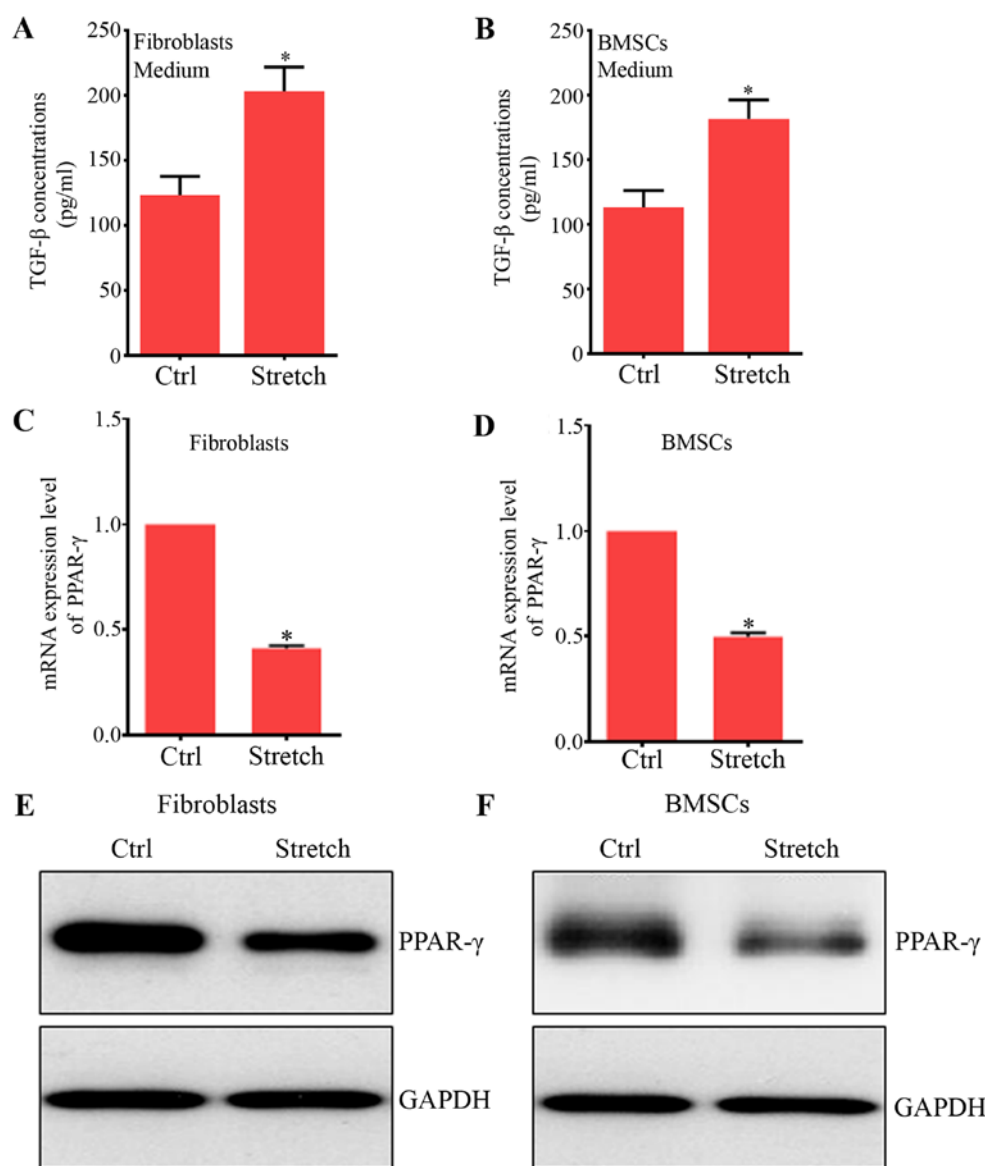 A
Fibroblasts
Medium
TGF-β concentrations
(pg/ml)
250
200
150
100
50
0
*
Ctrl
Stretch
B
BMSCs
Medium
TGF-β concentrations
(pg/ml)
250
200
150
100
50
0
*
Ctrl
Stretch
C
Fibroblasts
mRNA expression level
of PPAR-γ
1.5
1.0
0.5
0.0
*
Ctrl
Stretch
D
BMSCs
mRNA expression level
of PPAR-γ
1.5
1.0
0.5
0.0
*
Ctrl
Stretch
E
Fibroblasts
Ctrl Stretch
PPAR-γ
GAPDH
F
BMSCs
Ctrl Stretch
PPAR-γ
GAPDH